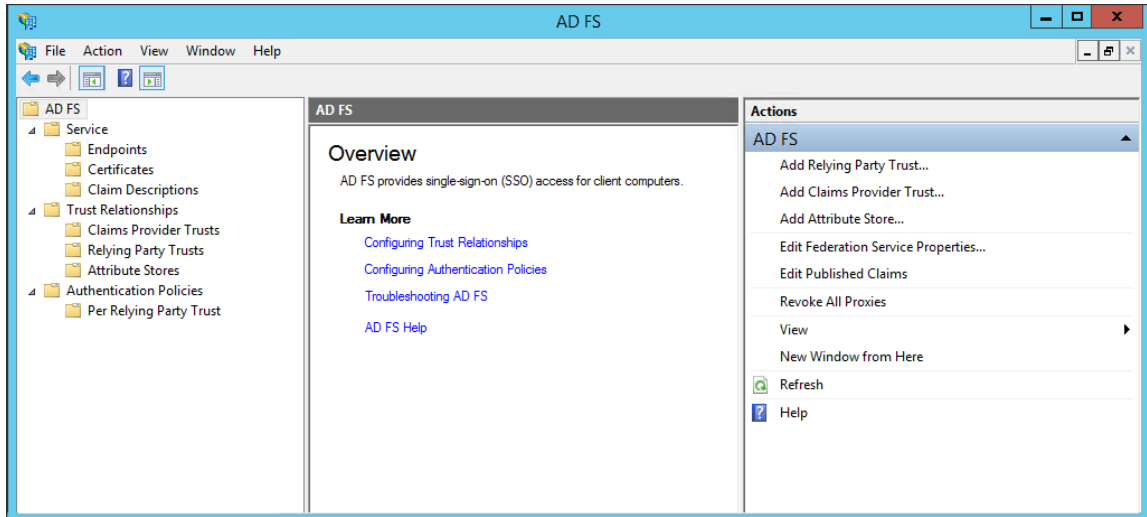 AD FS
File Action View Window Help
AD FS
Service
Endpoints
Certificates
Claim Descriptions
Trust Relationships
Claims Provider Trusts
Relying Party Trusts
Attribute Stores
Authentication Policies
Per Relying Party Trust
AD FS
Overview
AD FS provides single-sign-on (SSO) access for client computers.
Learn More
Configuring Trust Relationships
Configuring Authentication Policies
Troubleshooting AD FS
AD FS Help
Actions
AD FS
Add Relying Party Trust...
Add Claims Provider Trust...
Add Attribute Store...
Edit Federation Service Properties...
Edit Published Claims
Revoke All Proxies
View
New Window from Here
Refresh
Help